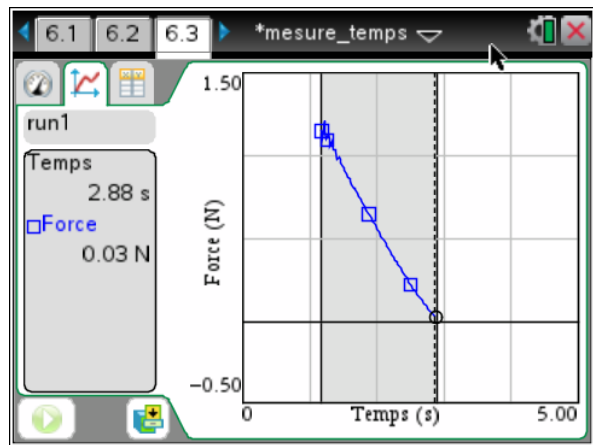 6.1 6.2 6.3 *mesure_temps
run1
Temps
2.88 s
Force
0.03 N
1.50
Force (N)
-0.50
0 Temps (s) 5.00